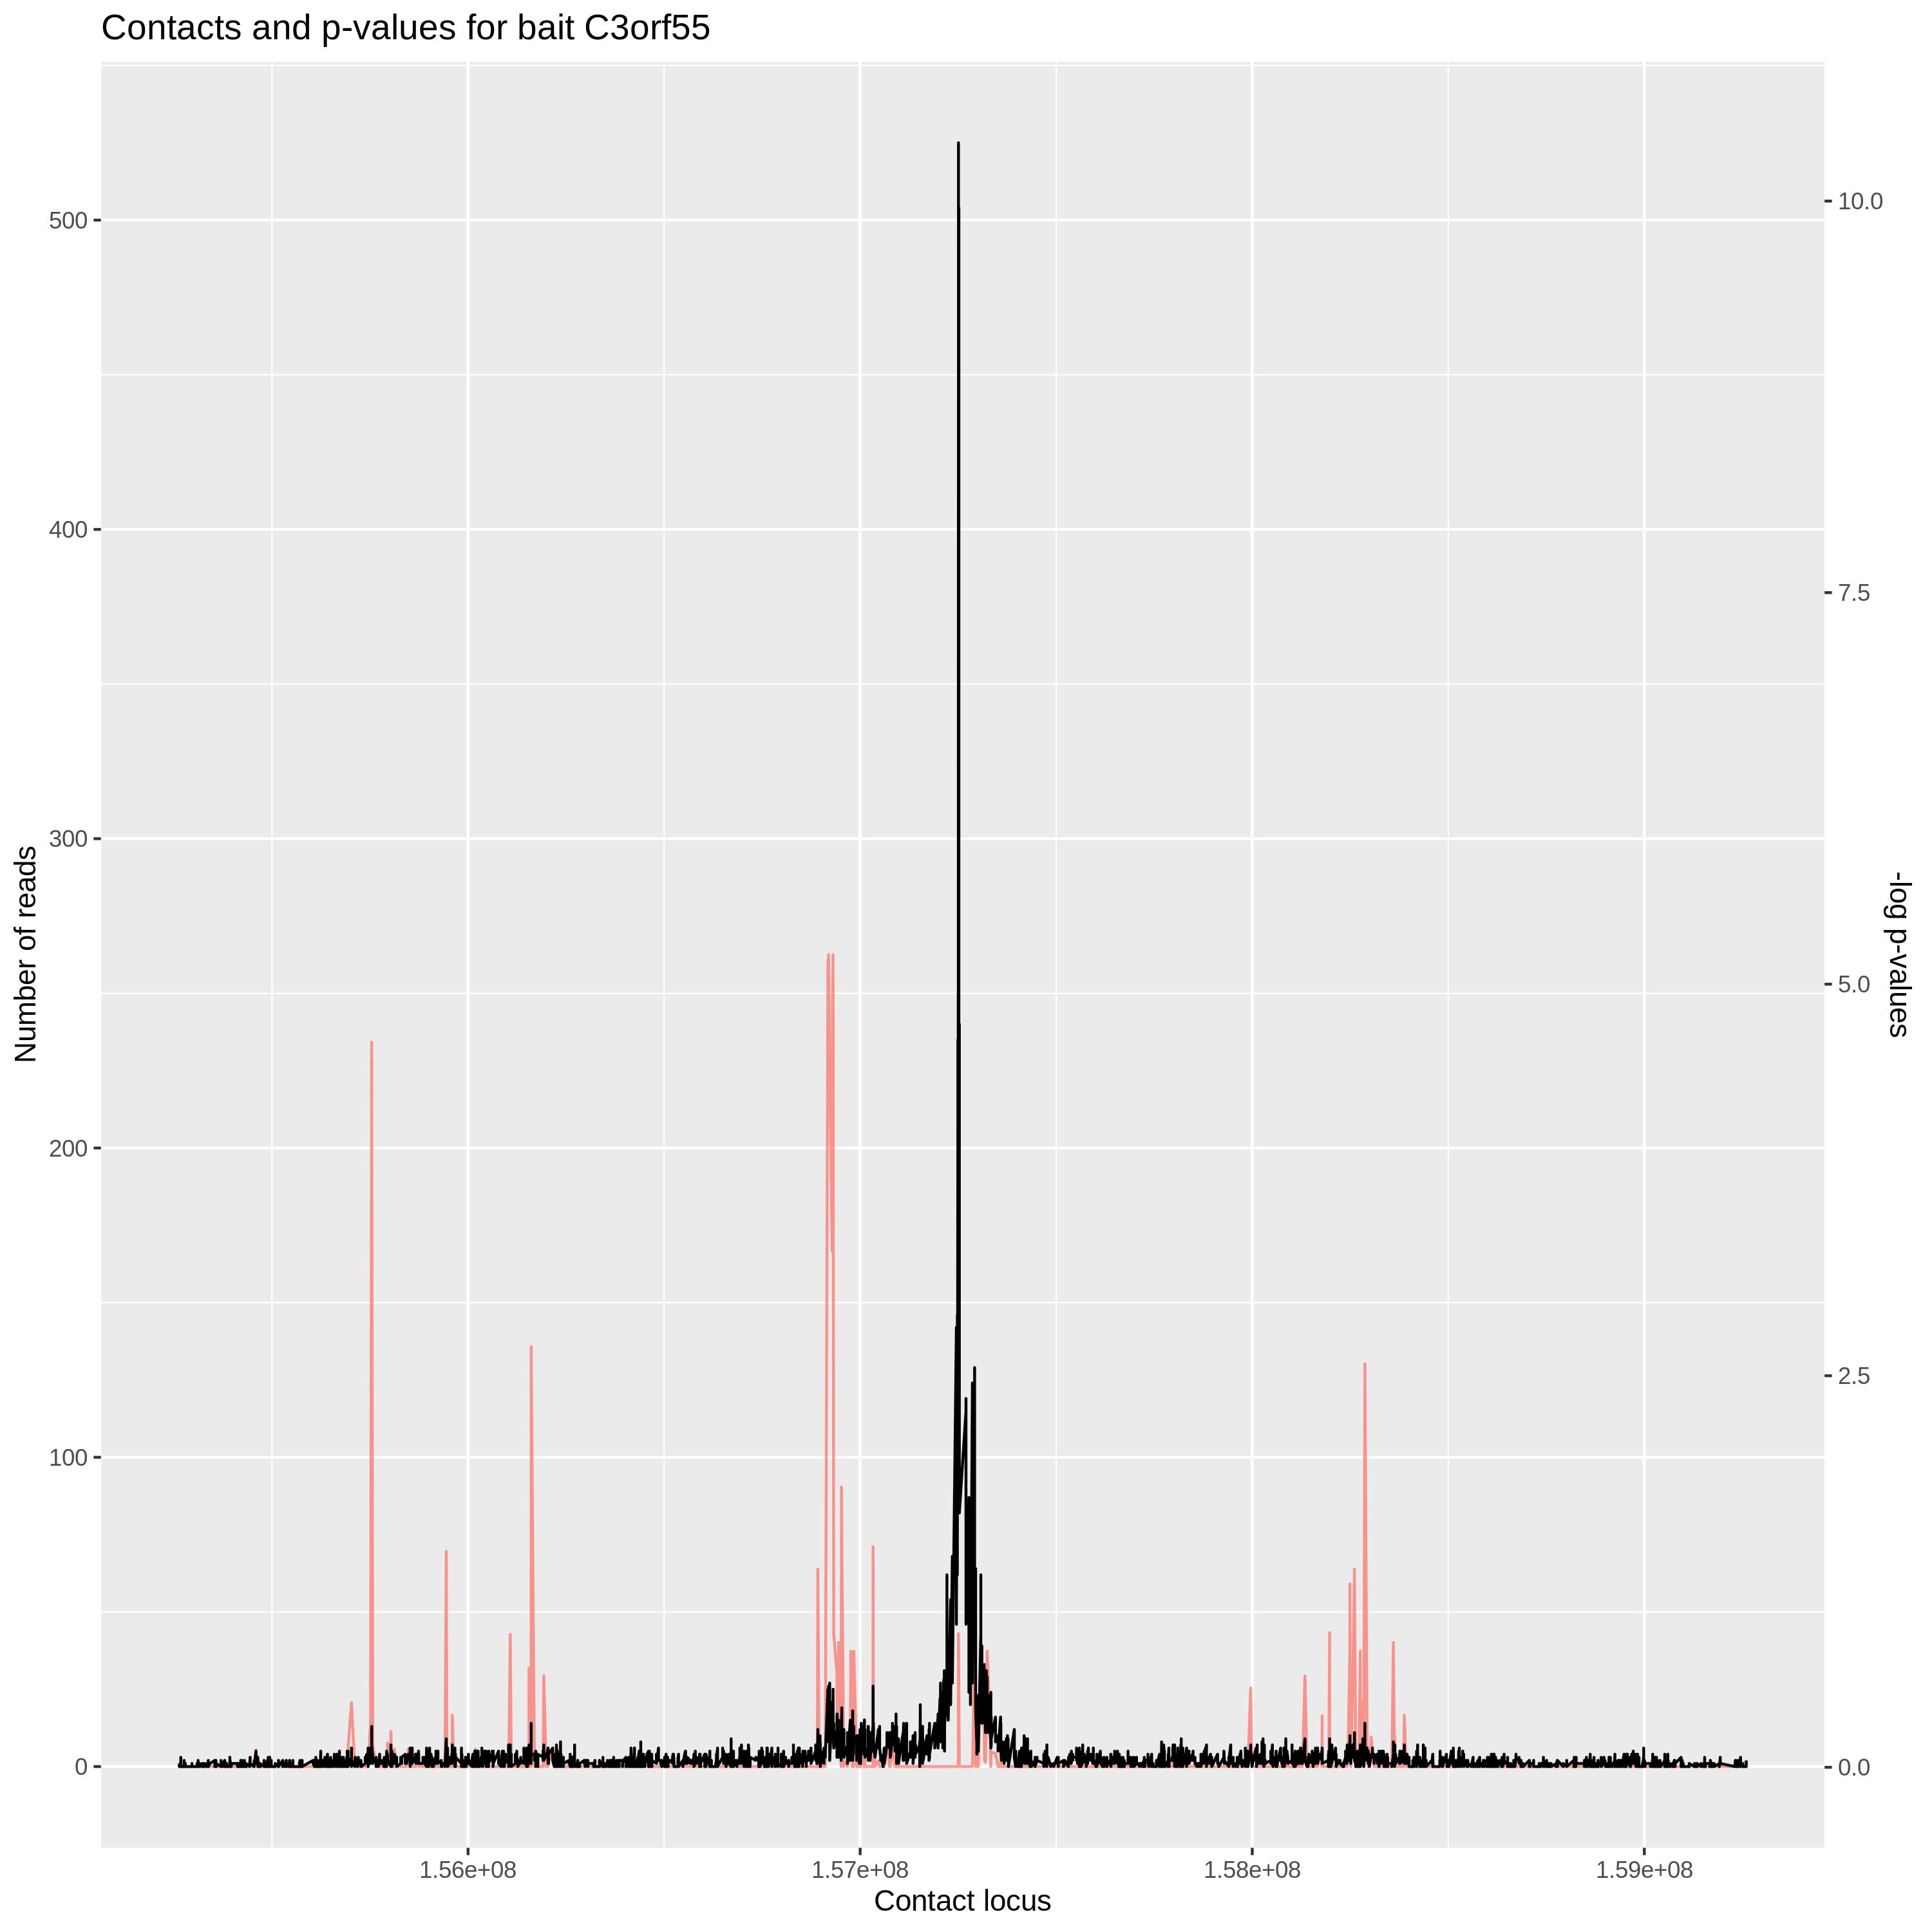 Contacts and p-values for bait C3orf55
Number of reads
500
400
300
200
100
0
10.0
7.5
5.0
2.5
0.0
-log p-values
1.56e+08
1.57e+08
1.58e+08
1.59e+08
Contact locus